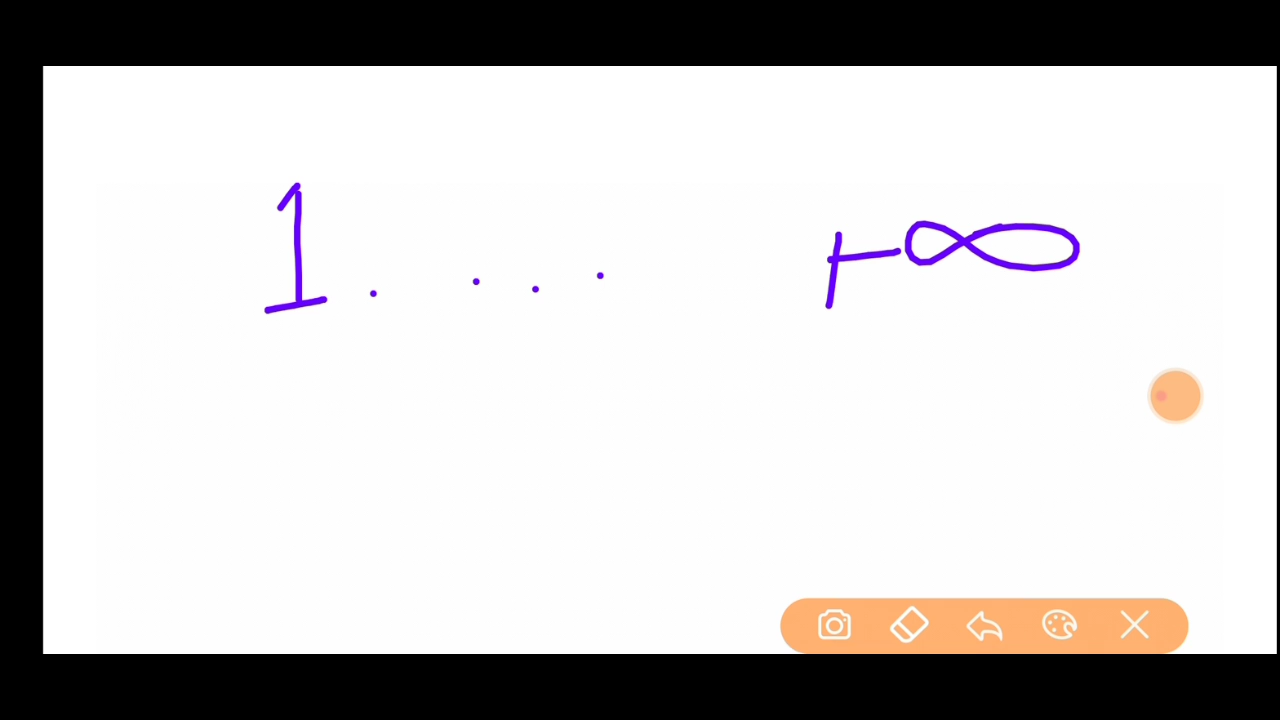 1 . . . . +∞